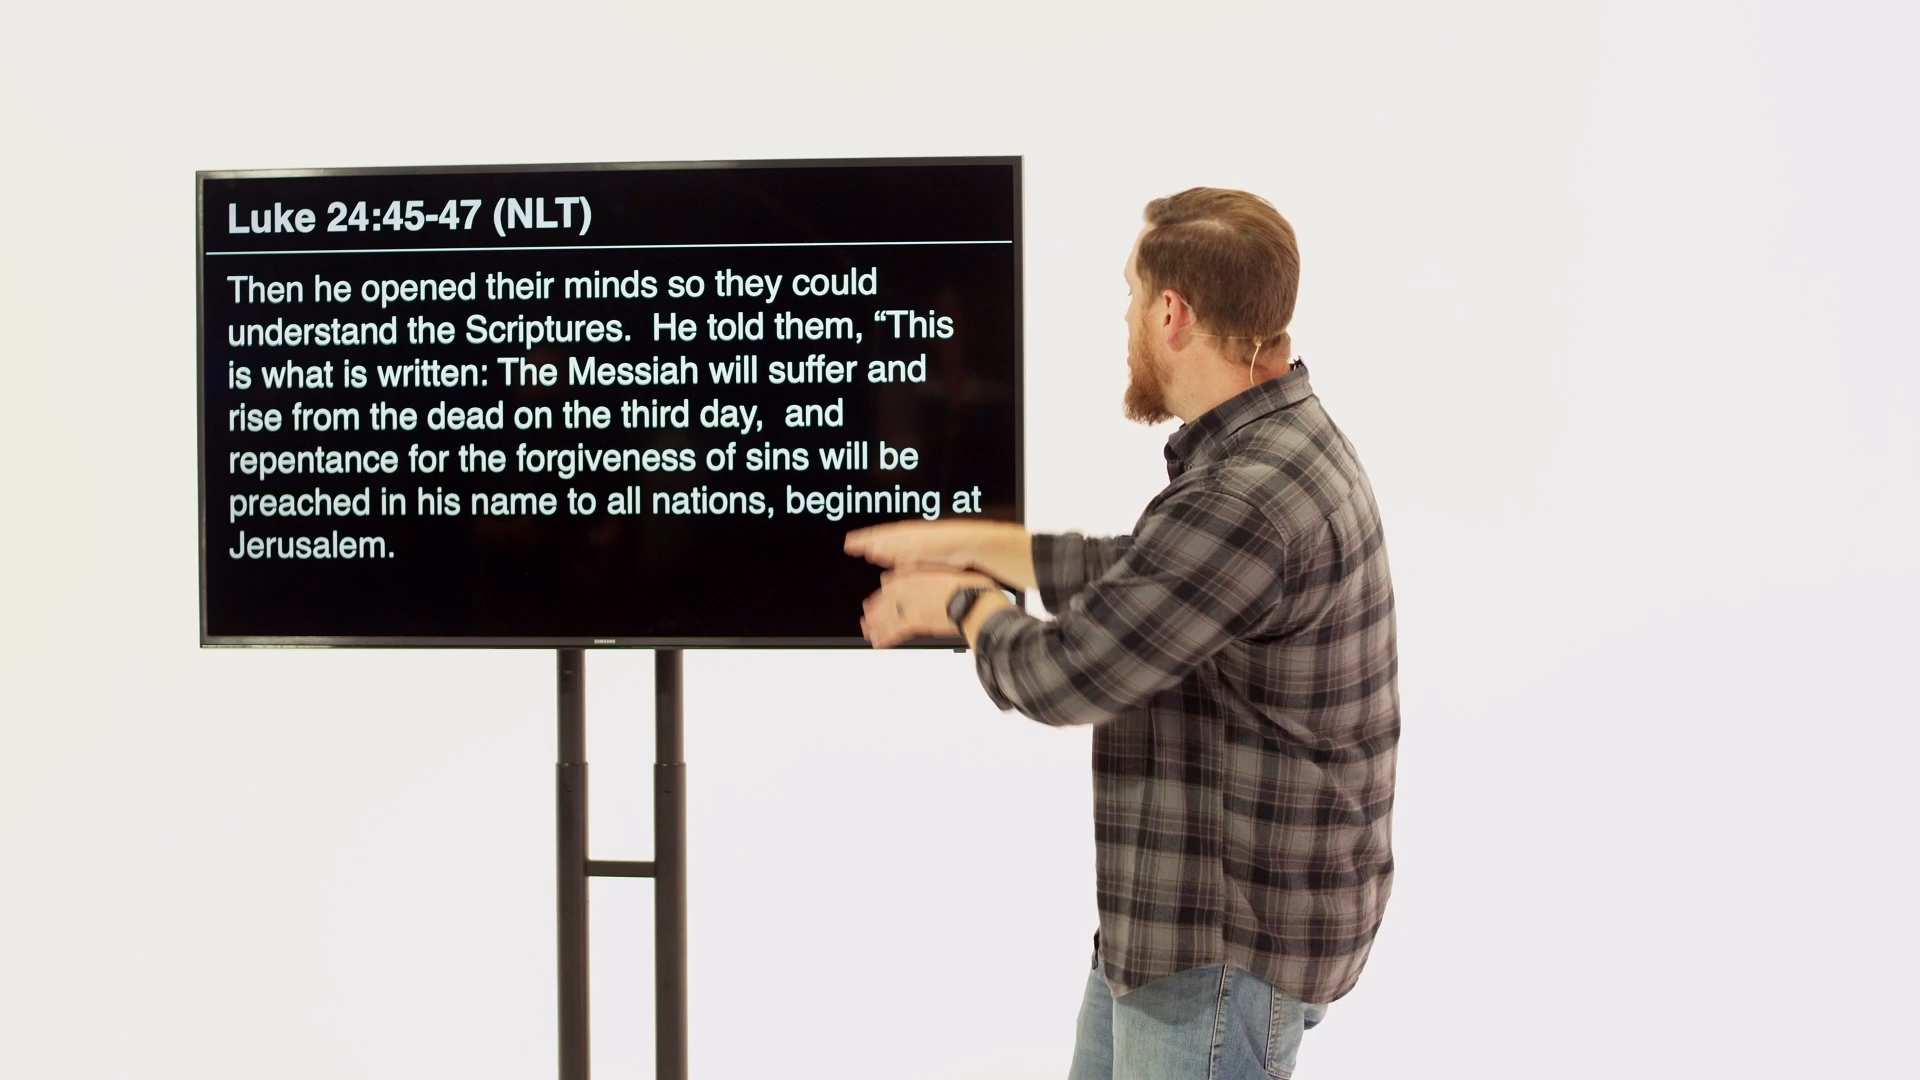 Luke 24:45-47 (NLT)
Then he opened their minds so they could
understand the Scriptures.  He told them, “This
is what is written: The Messiah will suffer and
rise from the dead on the third day,  and
repentance for the forgiveness of sins will be
preached in his name to all nations, beginning at
Jerusalem.
SAMSUNG